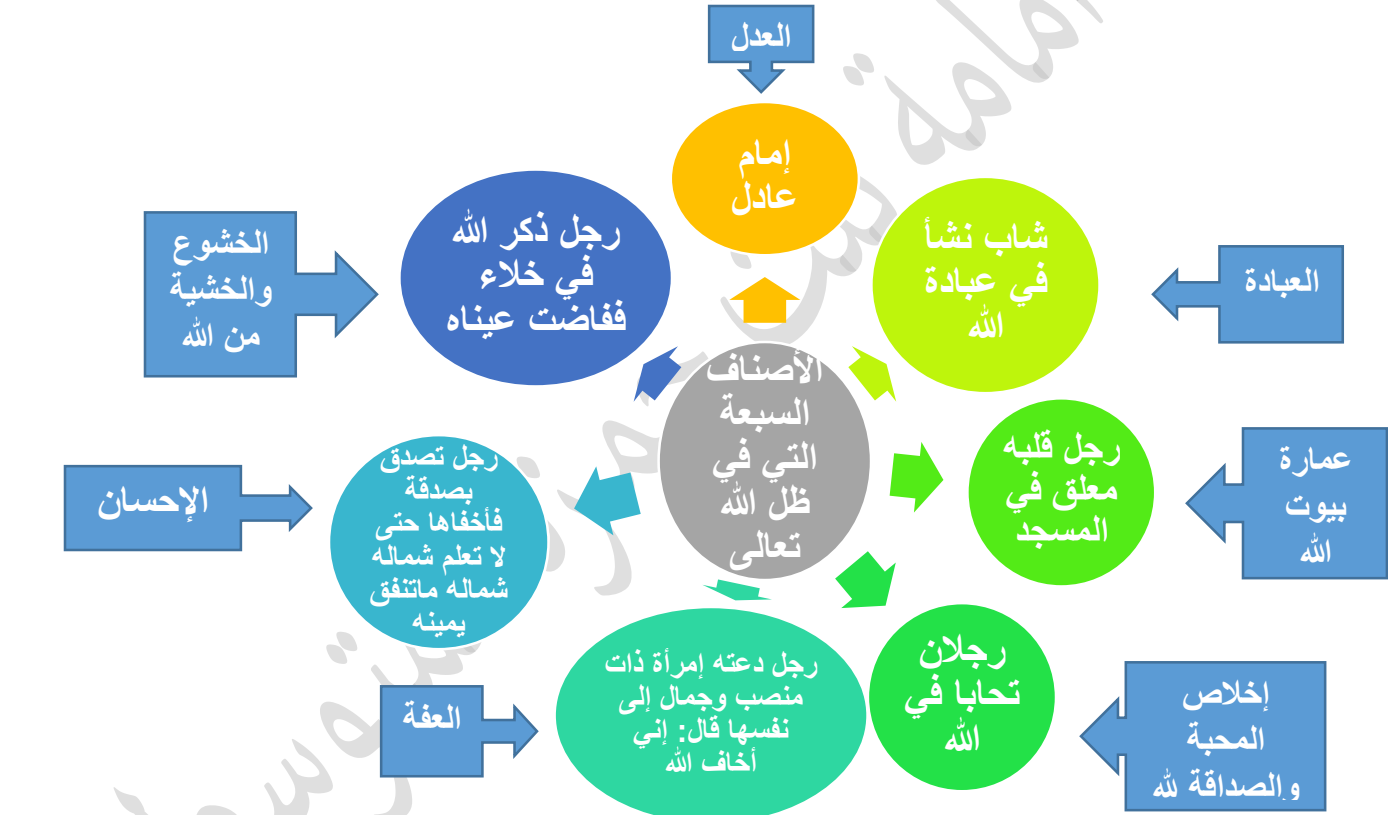 العدل
إمام
عادل
شاب نشأ
في عبادة
الله
العبادة
رجل قلبه
معلق في
المسجد
عمارة
بيوت
الله
رجلان
تحابا في
الله
إخلاص
المحبة
والصداقة لله
رجل دعته إمرأة ذات
منصب وجمال إلى
نفسها قال: إني
أخاف الله
العفة
رجل تصدق
بصدقة
فأخفاها حتى
لا تعلم شماله
شماله ماتنفق
يمينه
الإحسان
رجل ذكر الله
في خلاء
ففاضت عيناه
الخشوع
والخشية
من الله
الأصناف
السبعة
التي في
ظل الله
تعالى